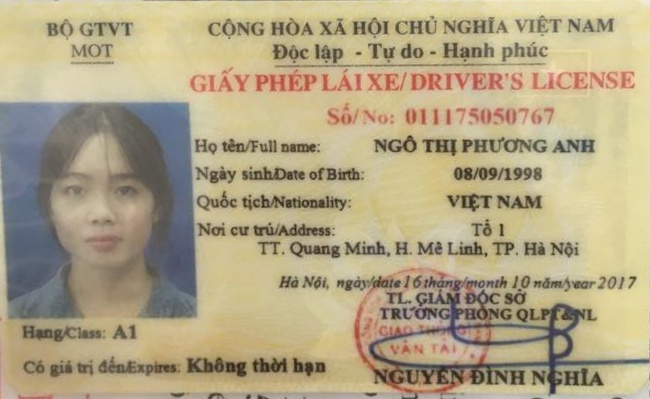 BỘ GTVT
MOT
CỘNG HÒA XÃ HỘI CHỦ NGHĨA VIỆT NAM
Độc lập - Tự do - Hạnh phúc
GIẤY PHÉP LÁI XE/ DRIVER'S LICENSE
Số/No: 011175050767
Họ tên/Full name: NGÔ THỊ PHƯƠNG ANH
Ngày sinh/Date of Birth: 08/09/1998
Quốc tịch/Nationality: VIỆT NAM
Nơi cư trú/Address: Tổ 1
TT. Quang Minh, H. Mê Linh, TP. Hà Nội
Hà Nội, ngày/date 16 tháng/month 10 năm/year 2017
TL. GIÁM ĐỐC SỞ
TRƯỞNG PHÒNG QLPT&NL
GIAO THÔNG
VẬN TẢI
Hạng/Class: A1
Có giá trị đến/Expires: Không thời hạn
NGUYỄN ĐÌNH NGHĨA